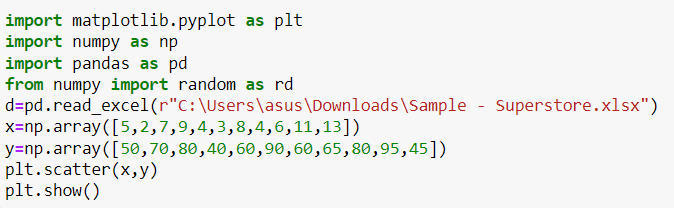 import matplotlib.pyplot as plt
import numpy as np
import pandas as pd
from numpy import random as rd
d=pd.read_excel(r"C:\Users\asus\Downloads\Sample - Superstore.xlsx")
x=np.array([5,2,7,9,4,3,8,4,6,11,13])
y=np.array([50,70,80,40,60,90,60,65,80,95,45])
plt.scatter(x,y)
plt.show()